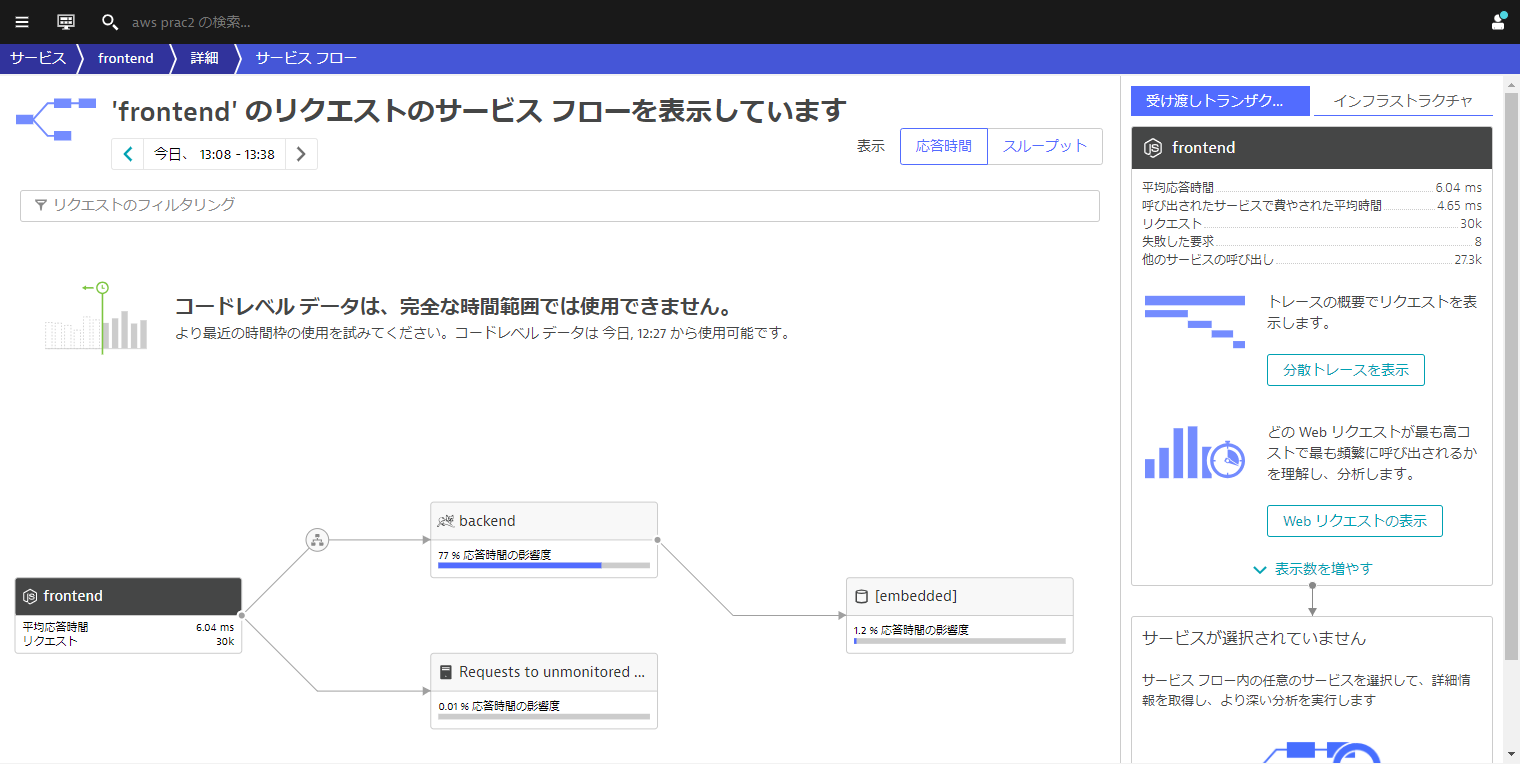 aws prac2 の検索...
サービス
frontend
詳細
サービス フロー
'frontend' のリクエストのサービス フローを表示しています
今日、 13:08 - 13:38
表示
応答時間
スループット
リクエストのフィルタリング
コードレベル データは、完全な時間範囲では使用できません。
より最近の時間枠の使用を試みてください。コードレベル データは 今日, 12:27 から使用可能です。
frontend
平均応答時間 6.04 ms
リクエスト 30k
backend
77 % 応答時間の影響度
Requests to unmonitored ...
0.01 % 応答時間の影響度
[embedded]
1.2 % 応答時間の影響度
受け渡しトランザク...
インフラストラクチャ
frontend
平均応答時間 6.04 ms
呼び出されたサービスで費やされた平均時間 4.65 ms
リクエスト 30k
失敗した要求 8
他のサービスの呼び出し 27.3k
トレースの概要でリクエストを表
示します。
分散トレースを表示
どの Web リクエストが最も高コ
ストで最も頻繁に呼び出されるか
を理解し、分析します。
Web リクエストの表示
表示数を増やす
サービスが選択されていません
サービス フロー内の任意のサービスを選択して、詳細情
報を取得し、より深い分析を実行します